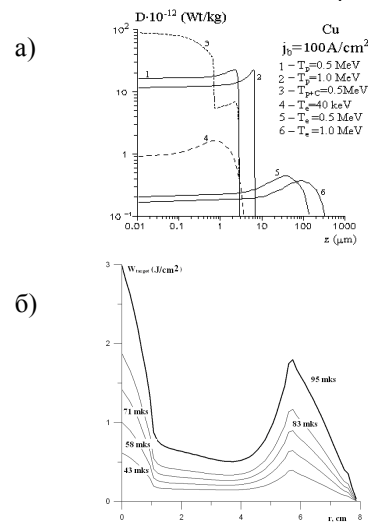 а)
D·10⁻¹² (Wt/kg)
Cu
j_b=100A/cm²
1 – T_p=0.5 MeV
2 – T_p=1.0 MeV
3 – T_p+C=0.5MeV
4 – T_e=40 keV
5 – T_e=0.5 MeV
6 – T_e=1.0 MeV
10²
10¹
1
10⁻¹
1 2 3 4 5 6
0.01 0.1 1 10 100 1000
z (μm)
б)
W_target (J/cm²)
3
2
1
0
95 mks
83 mks
71 mks
58 mks
43 mks
0 2 4 6 8
r, cm